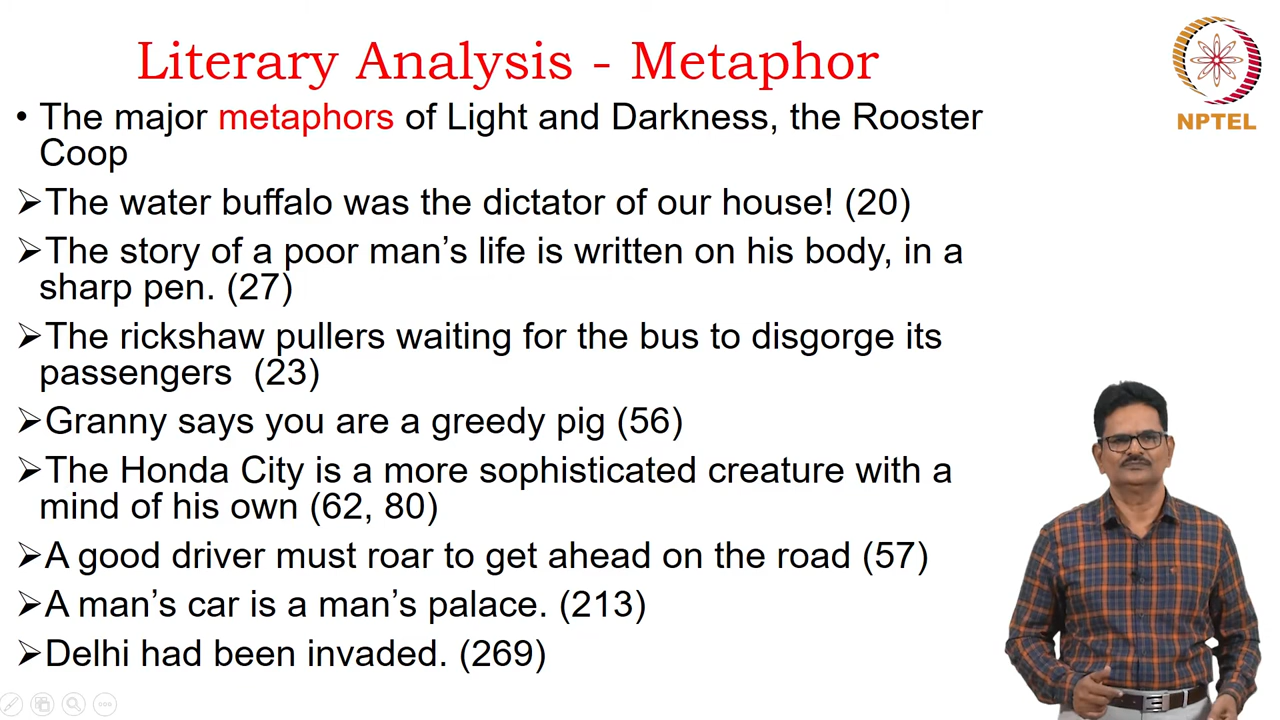 Literary Analysis - Metaphor
NPTEL
• The major metaphors of Light and Darkness, the Rooster
Coop
➢The water buffalo was the dictator of our house! (20)
➢The story of a poor man’s life is written on his body, in a
sharp pen. (27)
➢The rickshaw pullers waiting for the bus to disgorge its
passengers  (23)
➢Granny says you are a greedy pig (56)
➢The Honda City is a more sophisticated creature with a
mind of his own (62, 80)
➢A good driver must roar to get ahead on the road (57)
➢A man’s car is a man’s palace. (213)
➢Delhi had been invaded. (269)